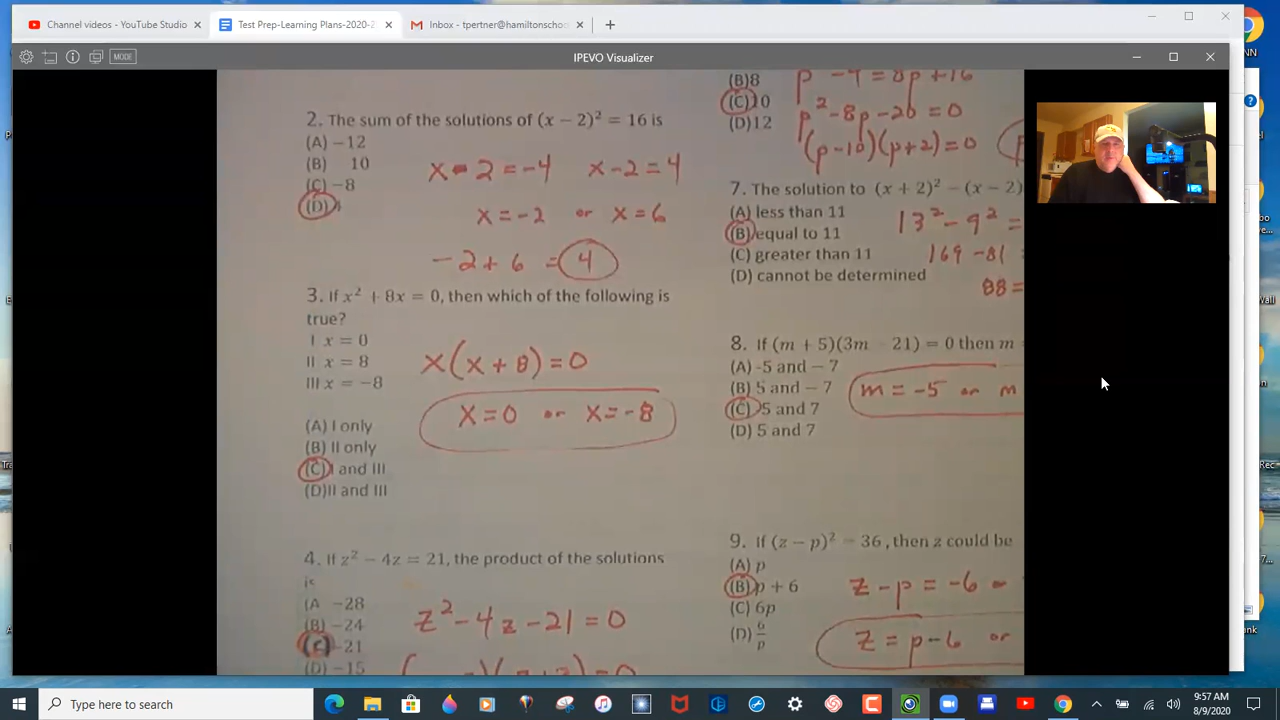 Channel videos - YouTube Studio
Test Prep-Learning Plans-2020-2
Inbox - tpertner@hamiltonscho
MODE
IPEVO Visualizer
2. The sum of the solutions of (x − 2)² = 16 is
(A) −12
(B) 10
(C) −8
(D)
x - 2 = -4 x - 2 = 4
x = -2 or x = 6
-2 + 6 = 4
3. If x² + 8x = 0, then which of the following is
true?
I x = 0
II x = 8
III x = −8
x(x + 8) = 0
x = 0 or x = -8
(A) I only
(B) II only
(C) I and III
(D)II and III
4. If z² − 4z = 21, the product of the solutions
is
(A −28
(B) −24
(C) −21
(D) −15
z² - 4z - 21 = 0
(B)8
(C)10
(D)12
p² - 8p - 20 = 0
(p - 10)(p + 2) = 0
7. The solution to (x + 2)² − (x − 2)
(A) less than 11
(B) equal to 11
(C) greater than 11
(D) cannot be determined
13² - 9² =
169 - 81
88 =
8. If (m + 5)(3m 21) = 0 then m
(A) -5 and − 7
(B) 5 and − 7
(C) 5 and 7
(D) 5 and 7
m = -5 or m
9. If (z − p)² = 36 , then z could be
(A) p
(B) p + 6
(C) 6p
(D) 6/p
z - p = -6
z = p - 6 or
NN
Wall
Rec
nk
Type here to search
9:57 AM
8/9/2020